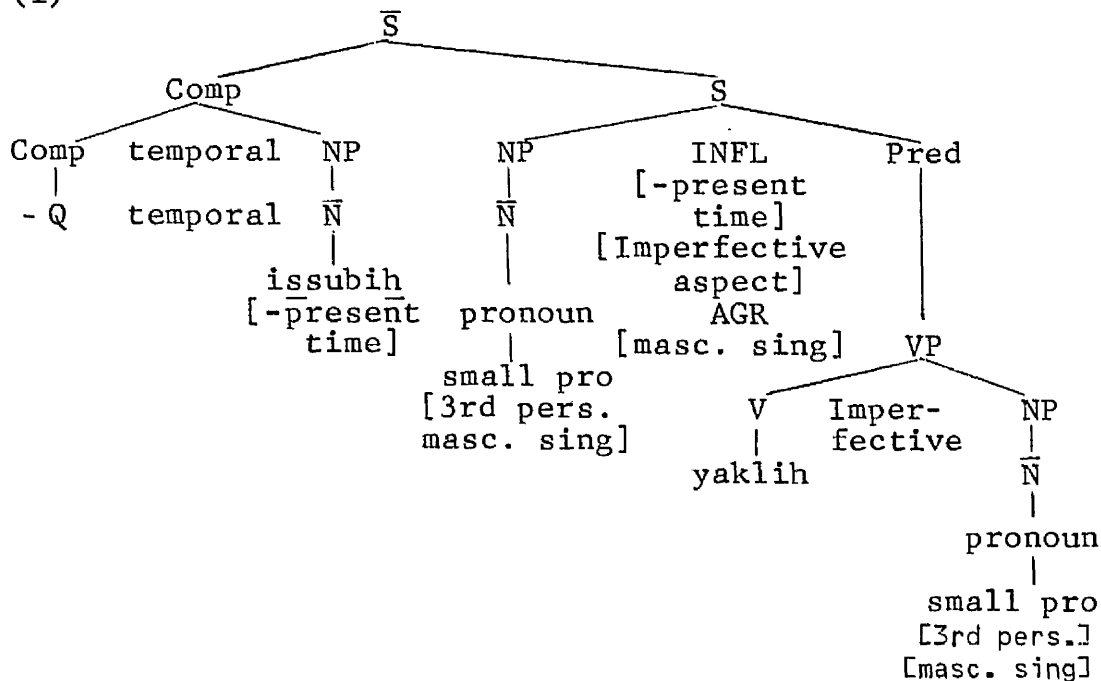 (1)
S̄
Comp S
Comp temporal NP NP INFL Pred
[-present
- Q temporal N̄ N̄ time]
[Imperfective
issubih aspect]
[-present pronoun AGR
time] [masc. sing] VP
small pro
[3rd pers. V Imper- NP
masc. sing] fective
yaklih N̄
pronoun
small pro
[3rd pers.]
[masc. sing]